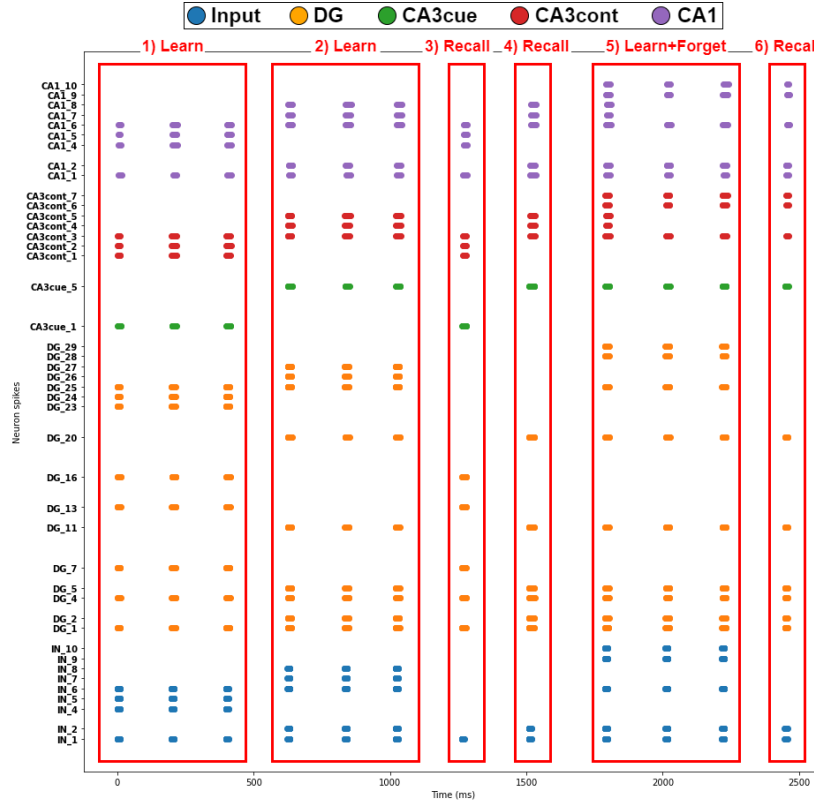 Input DG CA3cue CA3cont CA1
1) Learn 2) Learn 3) Recall 4) Recall 5) Learn+Forget 6) Recal
CA1_10
CA1_9
CA1_8
CA1_7
CA1_6
CA1_5
CA1_4
CA1_2
CA1_1
CA3cont_7
CA3cont_6
CA3cont_5
CA3cont_4
CA3cont_3
CA3cont_2
CA3cont_1
CA3cue_5
CA3cue_1
DG_29
DG_28
DG_27
DG_26
DG_25
DG_24
DG_23
DG_20
DG_16
DG_13
DG_11
DG_7
DG_5
DG_4
DG_2
DG_1
IN_10
IN_9
IN_8
IN_7
IN_6
IN_5
IN_4
IN_2
IN_1
Neuron spikes
0 500 1000 1500 2000 2500
Time (ms)